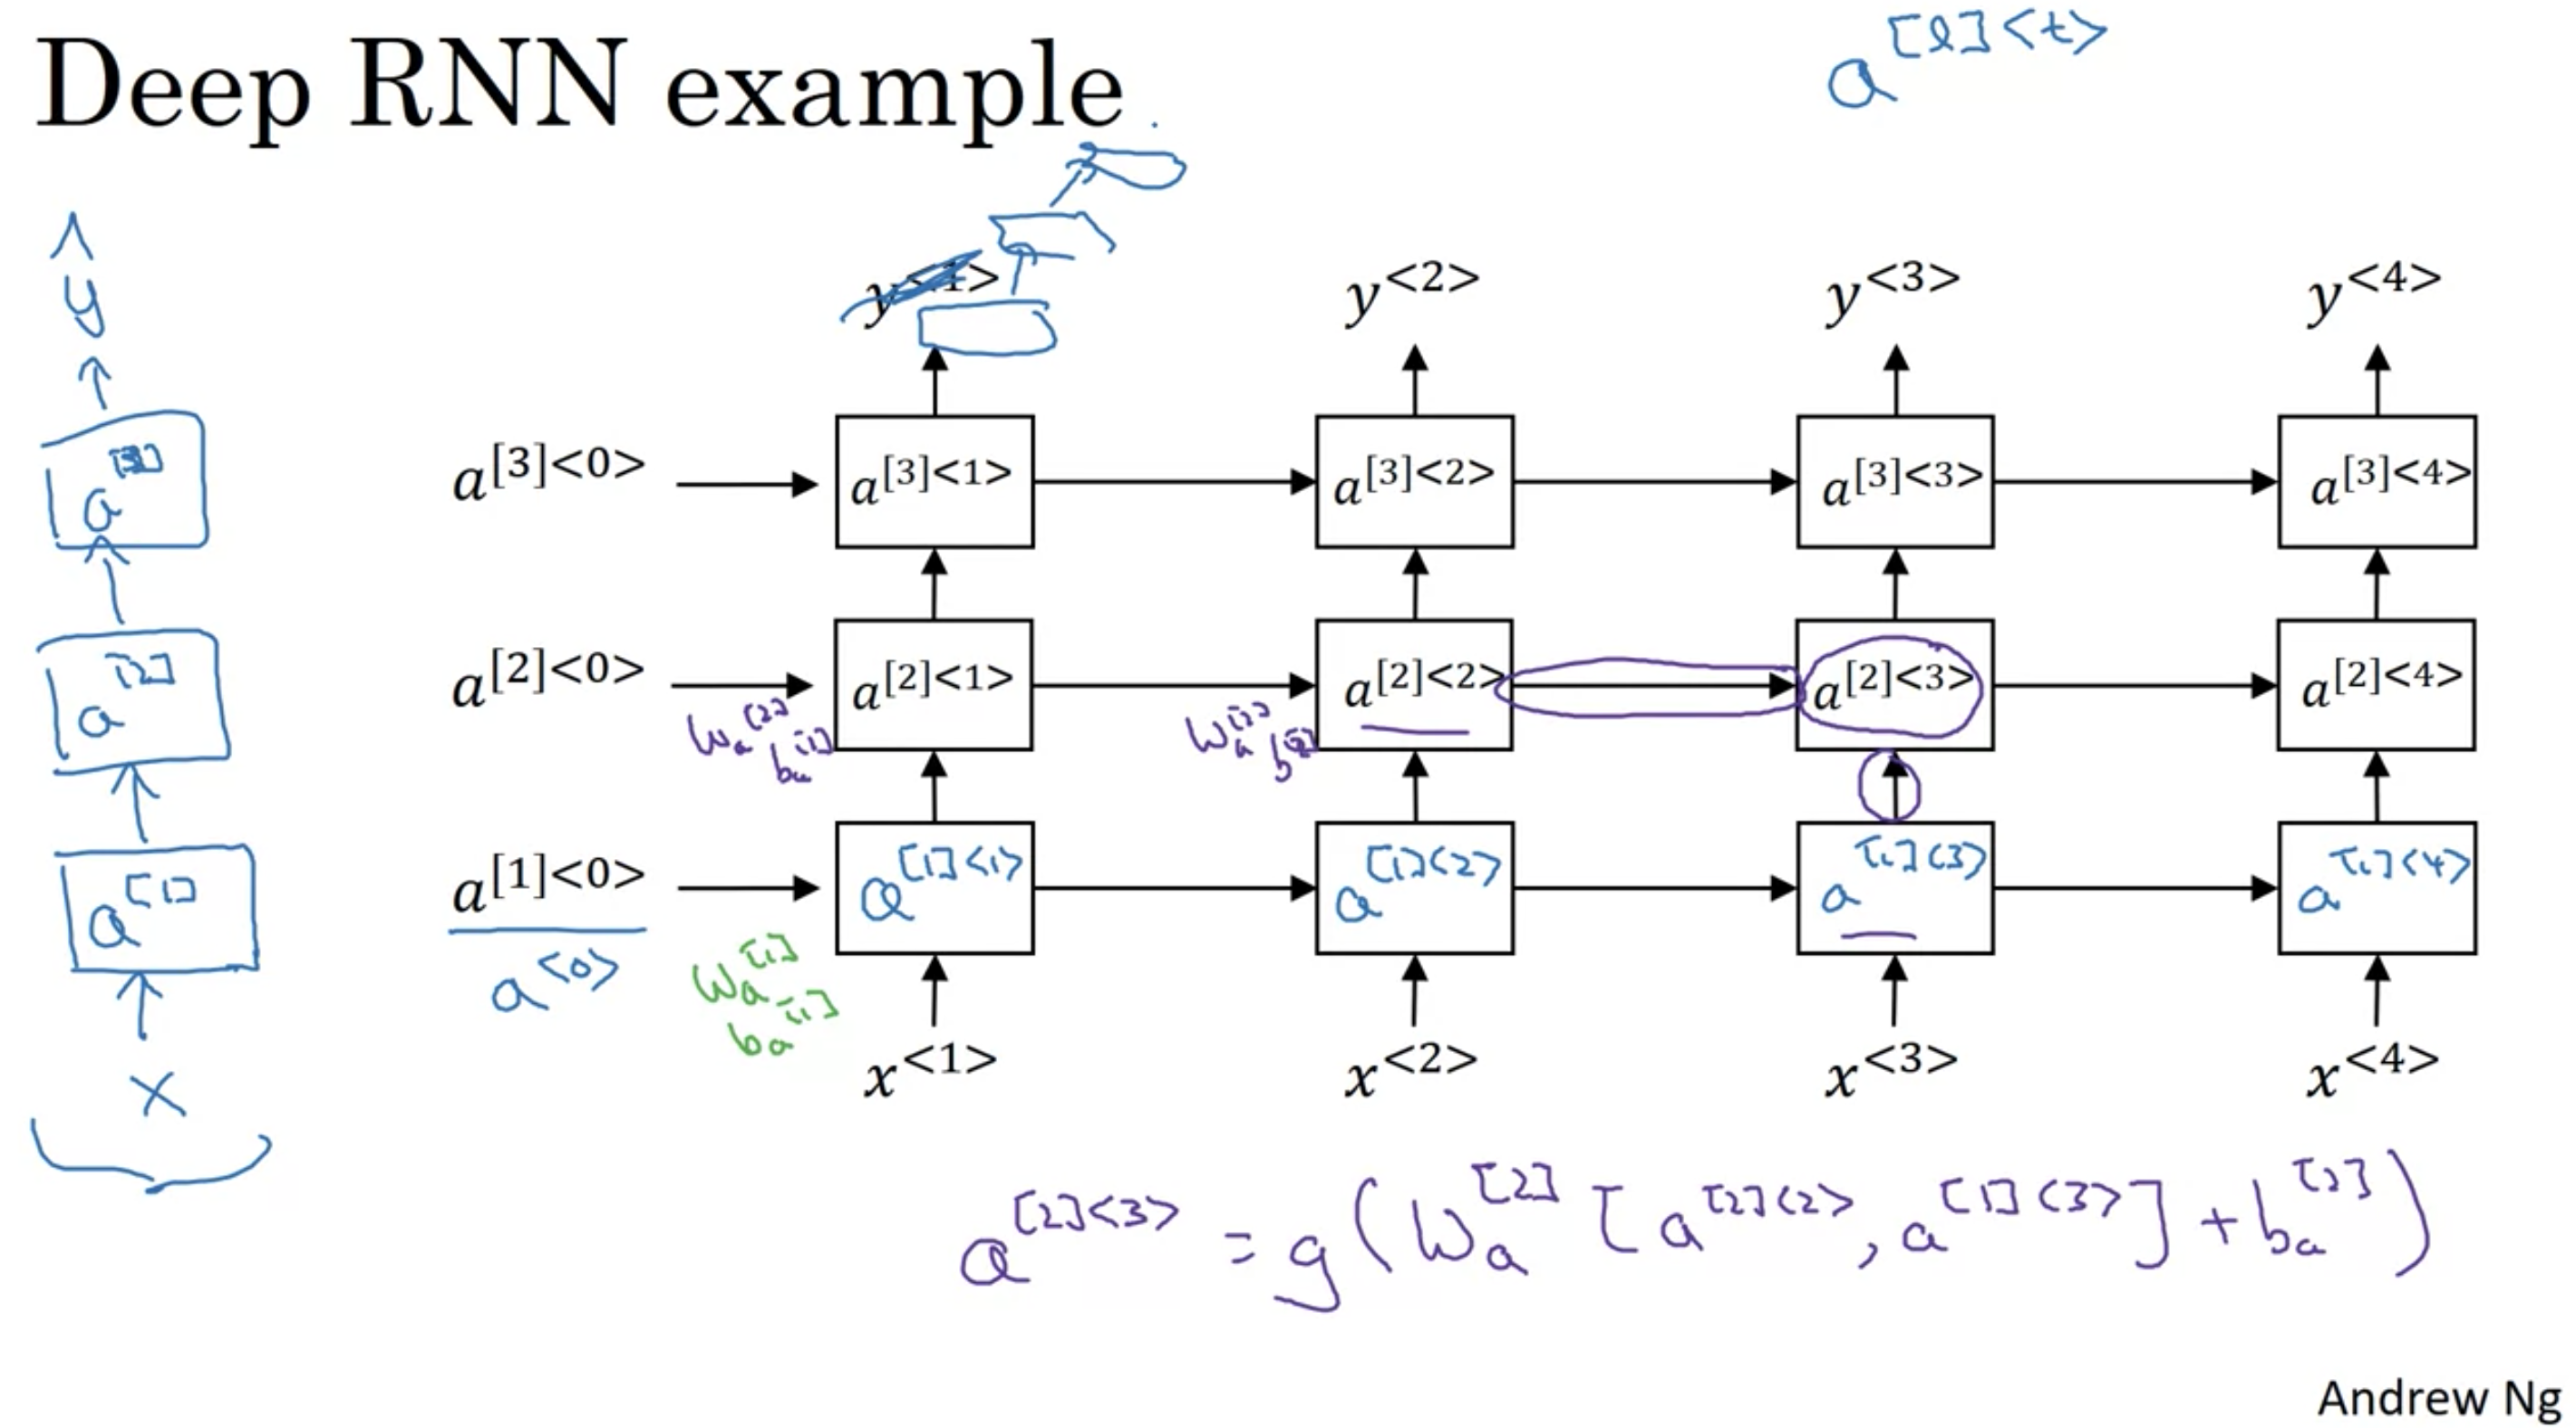 Deep RNN example
a^[l]<t>
ŷ
y^<1> y^<2> y^<3> y^<4>
a^[3]
a^[3]<0> a^[3]<1> a^[3]<2> a^[3]<3> a^[3]<4>
a^[2]
a^[2]<0> a^[2]<1> a^[2]<2> a^[2]<3> a^[2]<4>
W_a^[2] W_a^[2]
b_a^[1] b^[2]
a^[1]
a^[1]<0> a^[1]<1> a^[1]<2> a^[1]<3> a^[1]<4>
a^<0>
W_a^[1]
b_a^[1]
x
x^<1> x^<2> x^<3> x^<4>
a^[2]<3> = g(W_a^[2] [a^[2]<2>, a^[1]<3>] + b_a^[2])
Andrew Ng